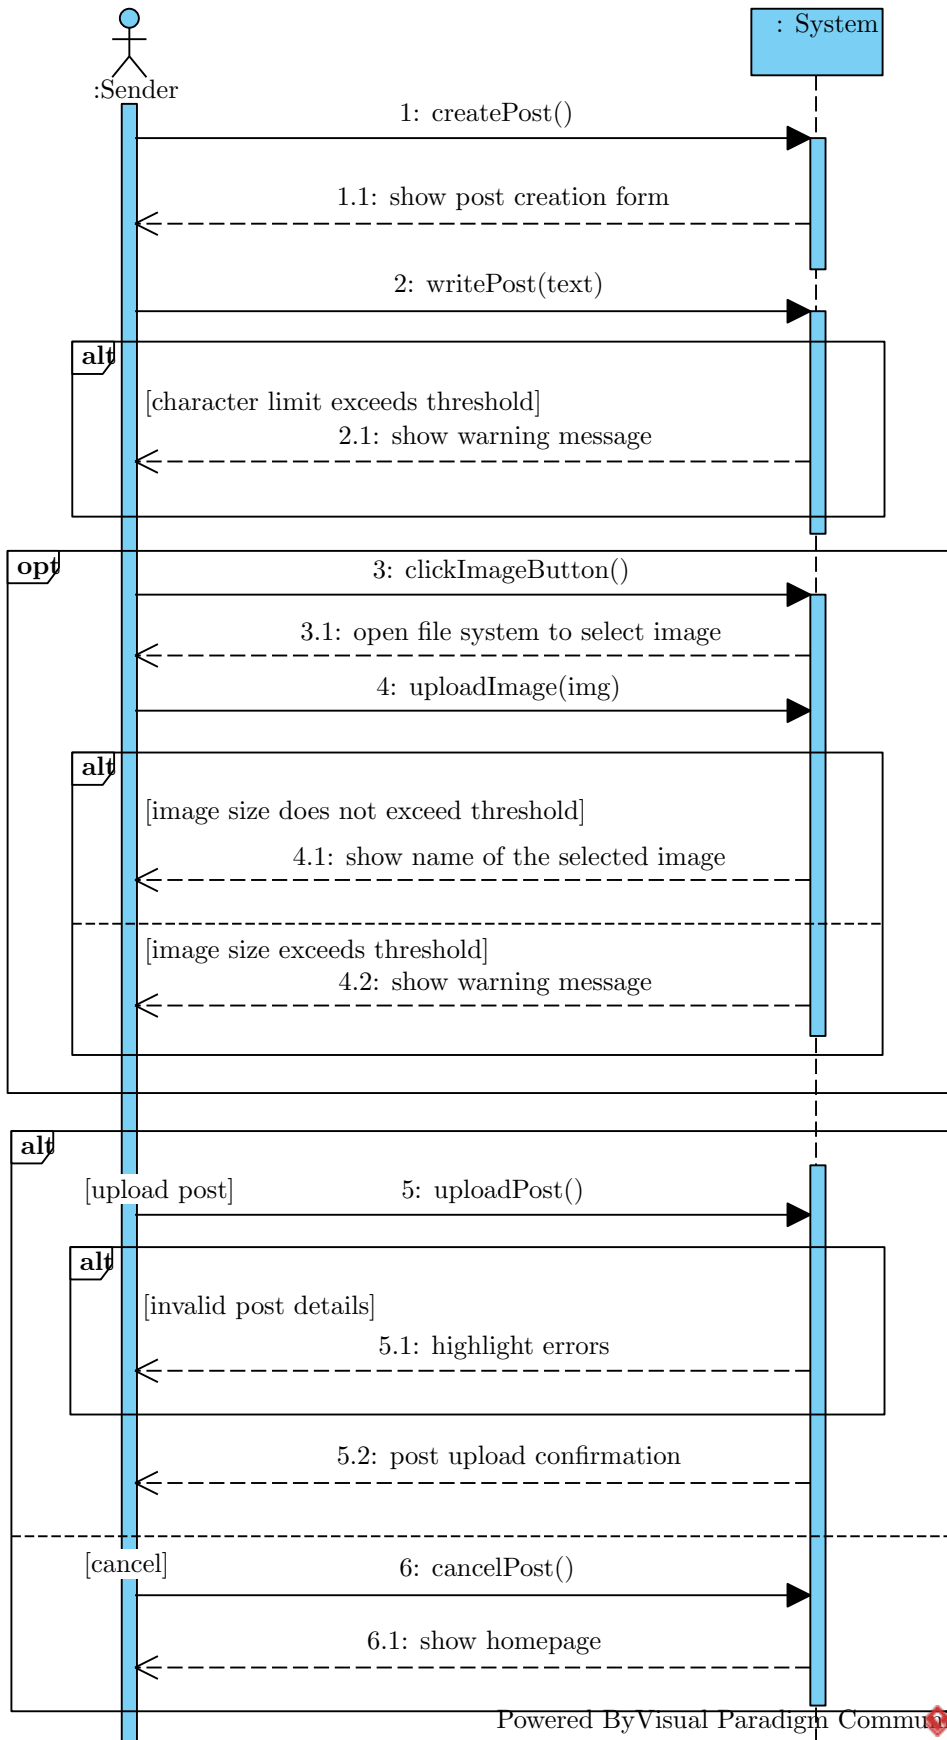 : System
:Sender
1: createPost()
1.1: show post creation form
2: writePost(text)
alt
[character limit exceeds threshold]
2.1: show warning message
opt
3: clickImageButton()
3.1: open file system to select image
4: uploadImage(img)
alt
[image size does not exceed threshold]
4.1: show name of the selected image
[image size exceeds threshold]
4.2: show warning message
alt
[upload post]
5: uploadPost()
alt
[invalid post details]
5.1: highlight errors
5.2: post upload confirmation
[cancel]
6: cancelPost()
6.1: show homepage
Powered ByVisual Paradigm